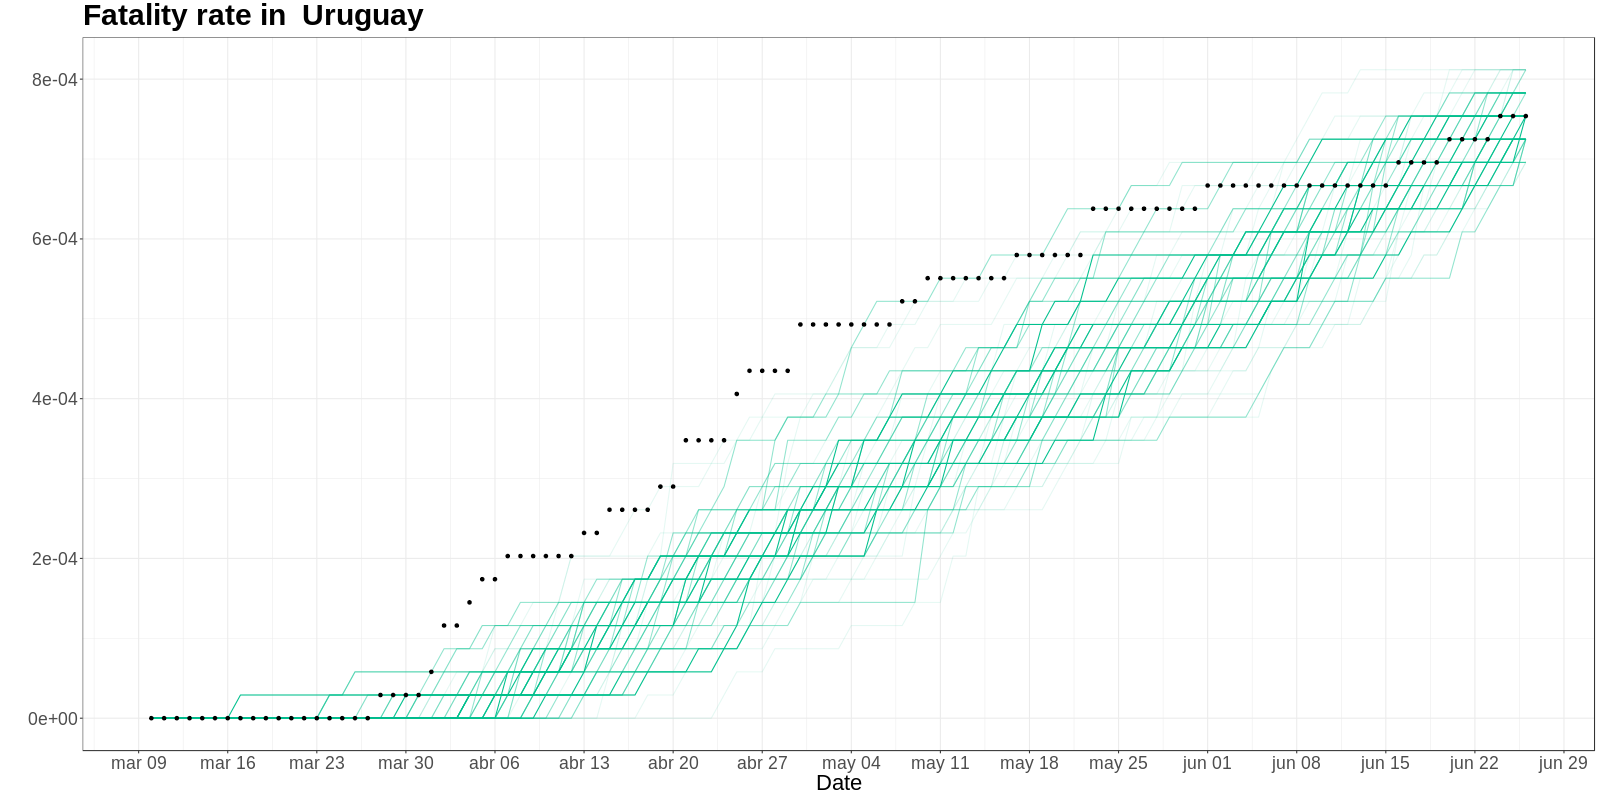 Fatality rate in  Uruguay
8e-04
6e-04
4e-04
2e-04
0e+00
mar 09 mar 16 mar 23 mar 30 abr 06 abr 13 abr 20 abr 27 may 04 may 11 may 18 may 25 jun 01 jun 08 jun 15 jun 22 jun 29
Date